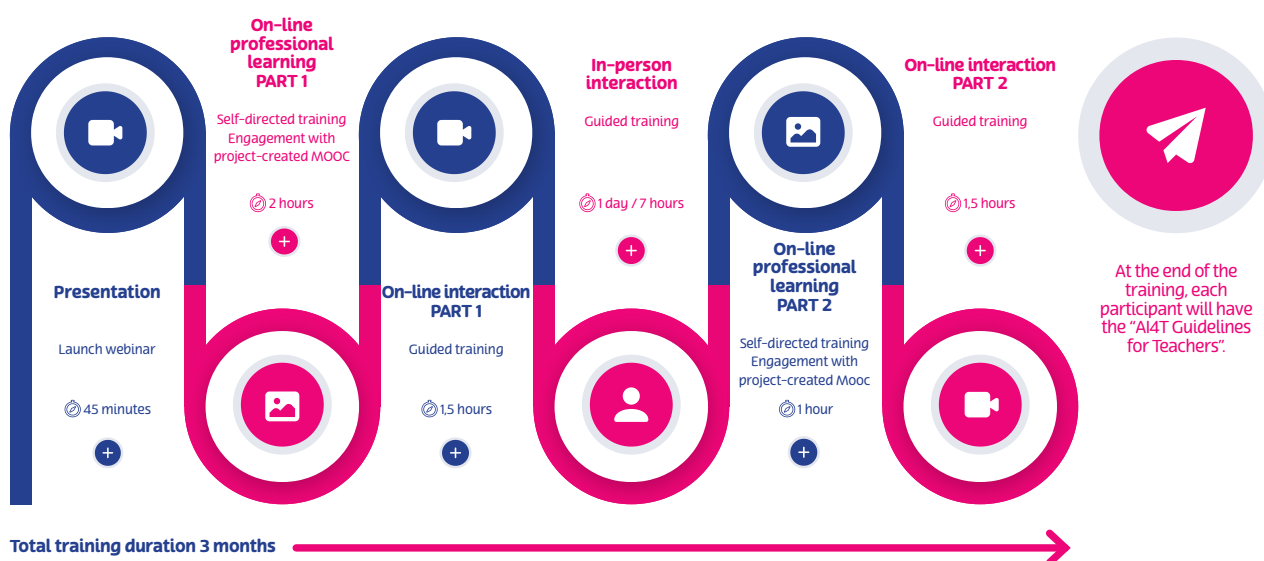 Presentation
Launch webinar
45 minutes
+
On-line
professional
learning
PART 1
Self-directed training
Engagement with
project-created MOOC
2 hours
+
On-line interaction
PART 1
Guided training
1,5 hours
+
In-person
interaction
Guided training
1 day / 7 hours
+
On-line
professional
learning
PART 2
Self-directed training
Engagement with
project-created Mooc
1 hour
+
On-line interaction
PART 2
Guided training
1,5 hours
+
At the end of the
training, each
participant will have
the “AI4T Guidelines
for Teachers”.
Total training duration 3 months